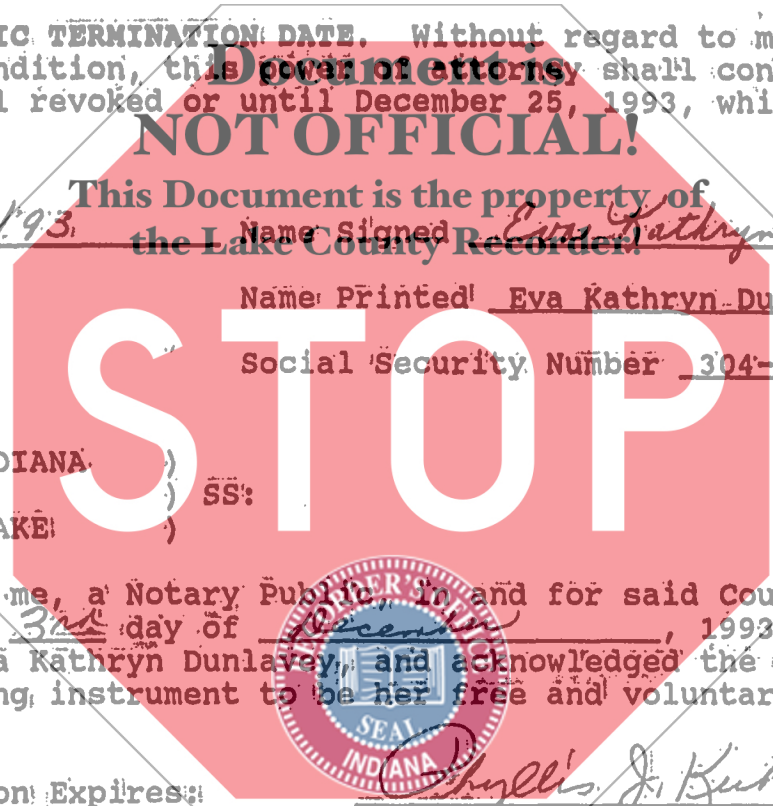 IC TERMINATION DATE. Without regard to m
Document is
ndition, this power of attorney shall con
l revoked or until December 25, 1993, whi
NOT OFFICIAL!
This Document is the property of
93 Name Signed Eva Kathryn
the Lake County Recorder!
Name Printed Eva Kathryn Du
Social Security Number 304-
STOP
DIANA )
) SS:
AKE )
me, a Notary Public, in and for said Cou
3rd day of December, 1993
a Kathryn Dunlavey, and acknowledged the
ng instrument to be her free and voluntar
RECORDER'S OFFICE
SEAL
INDIANA
Phyllis J.
on Expires: